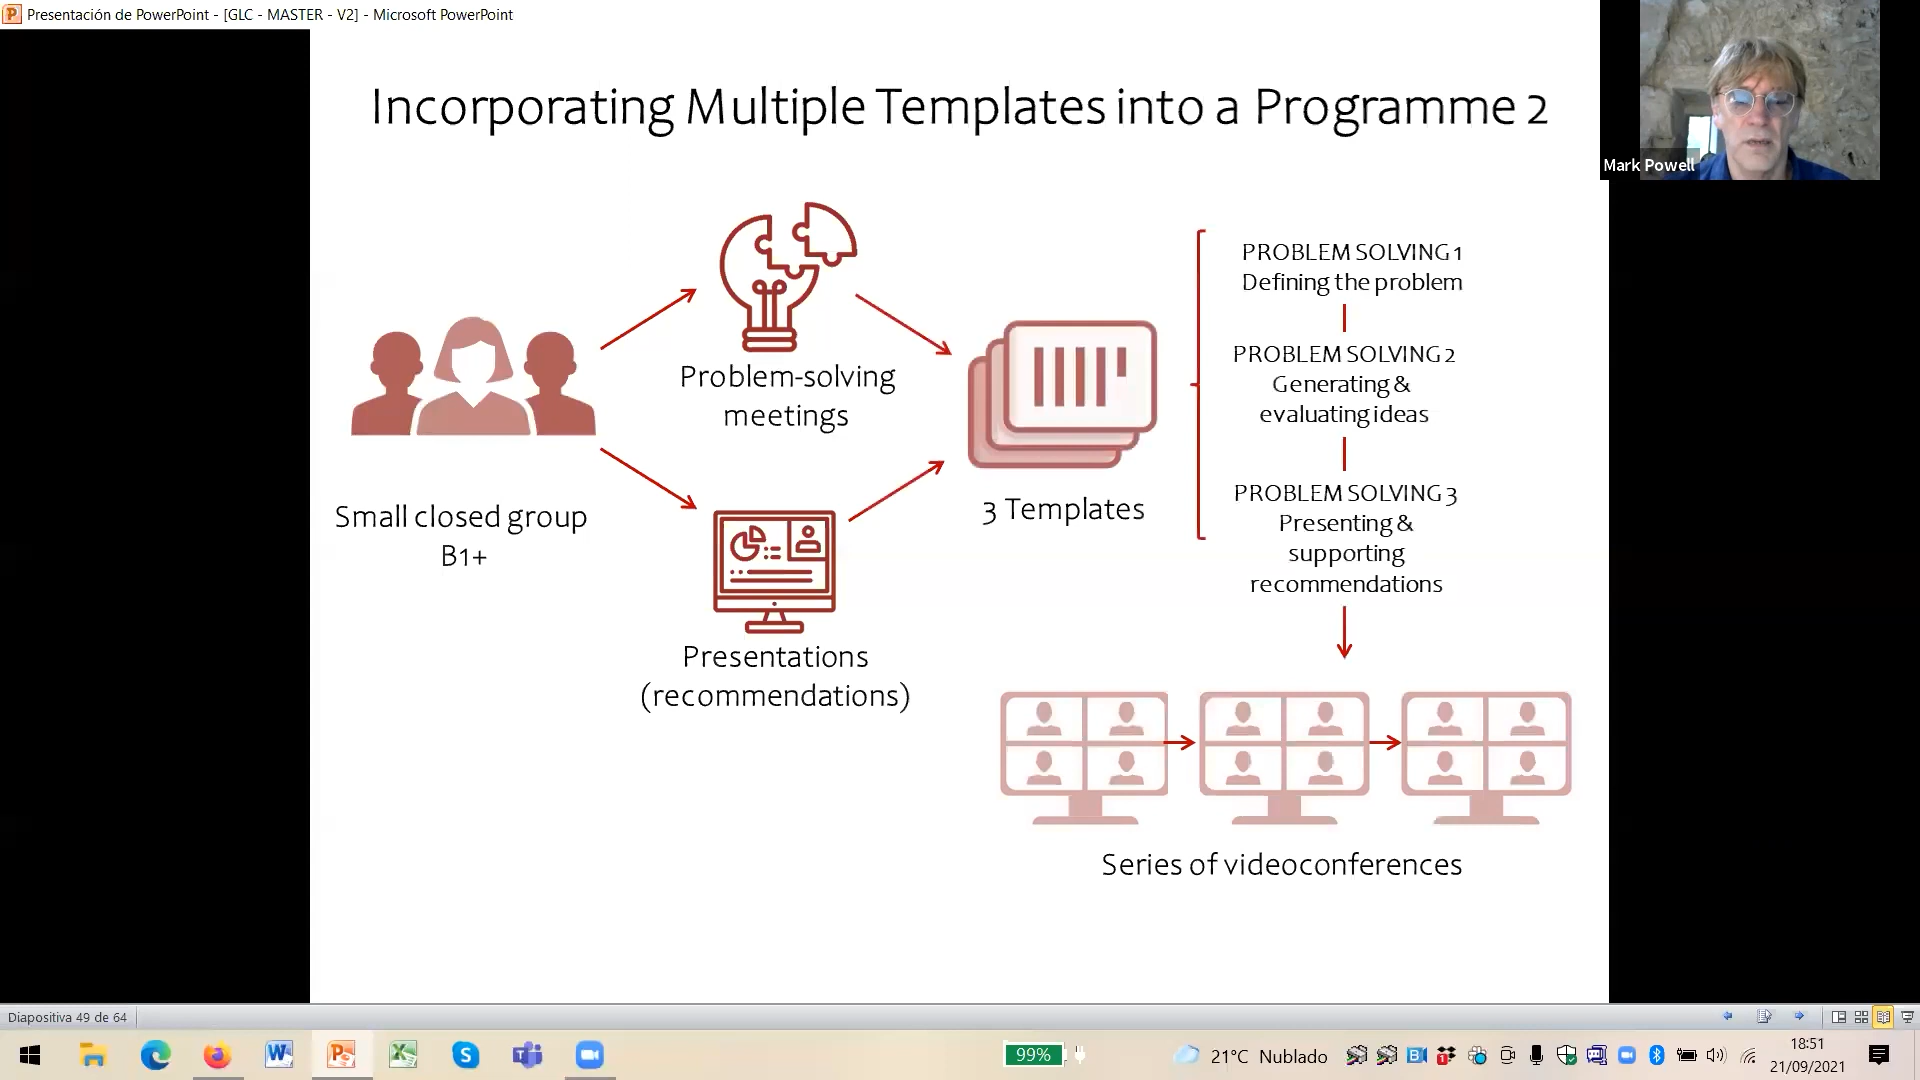 Presentación de PowerPoint - [GLC - MASTER - V2] - Microsoft PowerPoint
Incorporating Multiple Templates into a Programme 2
Mark Powell
Small closed group
B1+
Problem-solving
meetings
Presentations
(recommendations)
3 Templates
PROBLEM SOLVING 1
Defining the problem
PROBLEM SOLVING 2
Generating &
evaluating ideas
PROBLEM SOLVING 3
Presenting &
supporting
recommendations
Series of videoconferences
Diapositiva 49 de 64
99%
21°C Nublado
18:51
21/09/2021